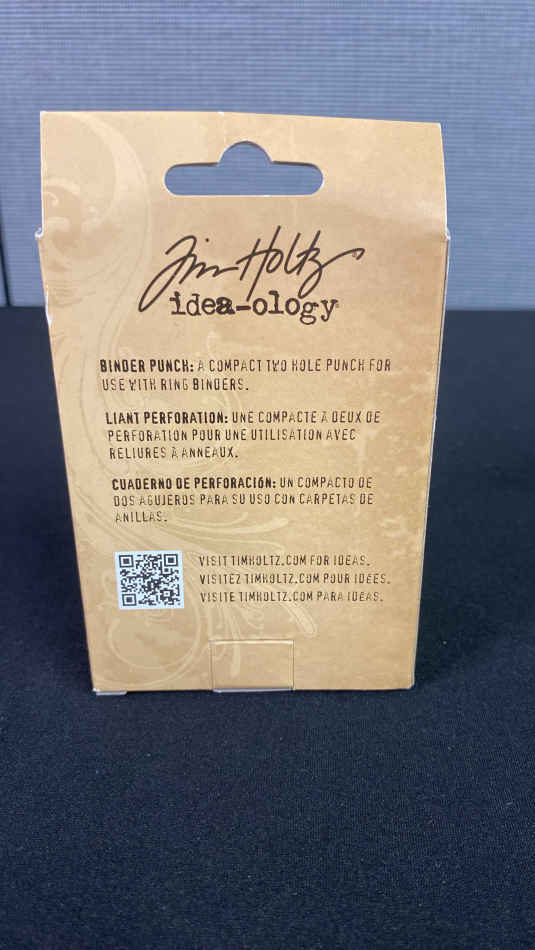 Tim Holtz®
idea-ology®
BINDER PUNCH: A COMPACT TWO HOLE PUNCH FOR
USE WITH RING BINDERS.
LIANT PERFORATION: UNE COMPACTE À DEUX DE
PERFORATION POUR UNE UTILISATION AVEC
RELIURES À ANNEAUX.
CUADERNO DE PERFORACIÓN: UN COMPACTO DE
DOS AGUJEROS PARA SU USO CON CARPETAS DE
ANILLAS.
VISIT TIMHOLTZ.COM FOR IDEAS.
VISITEZ TIMHOLTZ.COM POUR IDÉES.
VISITE TIMHOLTZ.COM PARA IDEAS.